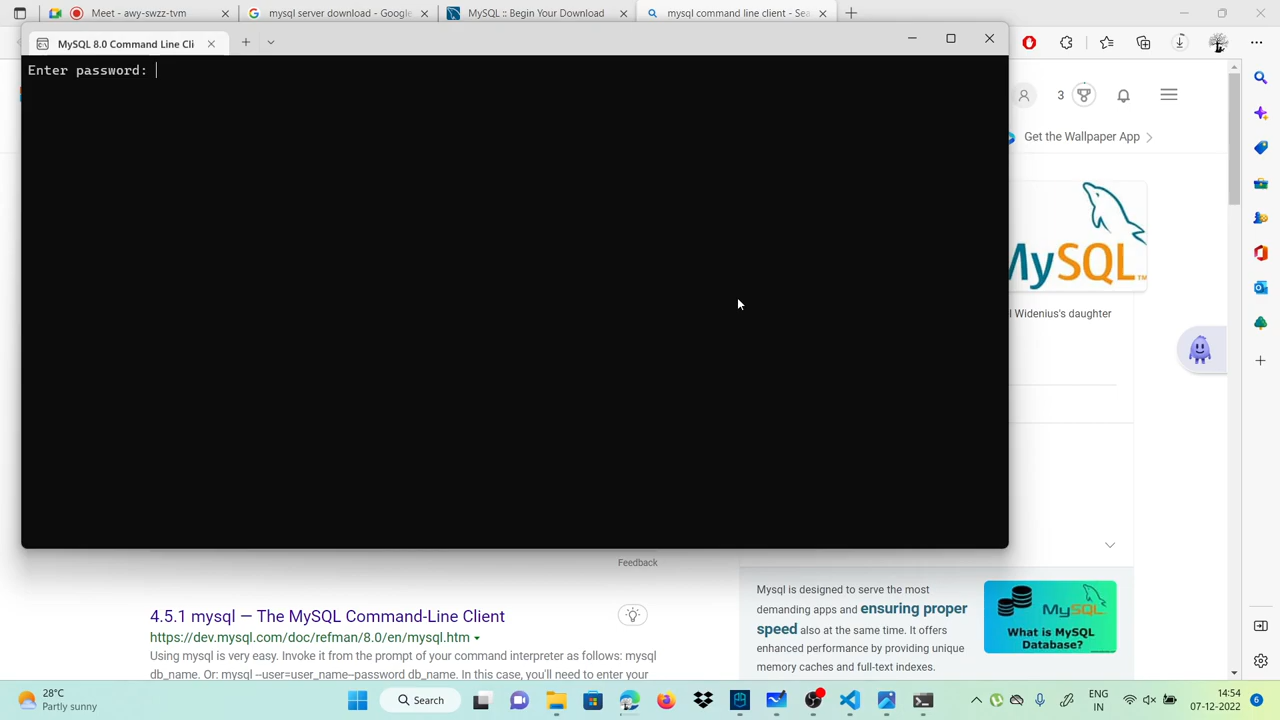 Meet - awy-swzz-tvm
mysql server download - Google
MySQL :: Begin Your Download
mysql command line client - Sea
MySQL 8.0 Command Line Cli
Enter password:
3
Get the Wallpaper App
MySQL
l Widenius's daughter
Feedback
4.5.1 mysql — The MySQL Command-Line Client
https://dev.mysql.com/doc/refman/8.0/en/mysql.htm
Using mysql is very easy. Invoke it from the prompt of your command interpreter as follows: mysql
db_name. Or: mysql --user=user_name--password db_name. In this case, you'll need to enter your
Mysql is designed to serve the most
demanding apps and ensuring proper
speed also at the same time. It offers
enhanced performance by providing unique
memory caches and full-text indexes.
MySQL
What is MySQL
Database?
28°C
Partly sunny
Search
ENG
IN
14:54
07-12-2022
6